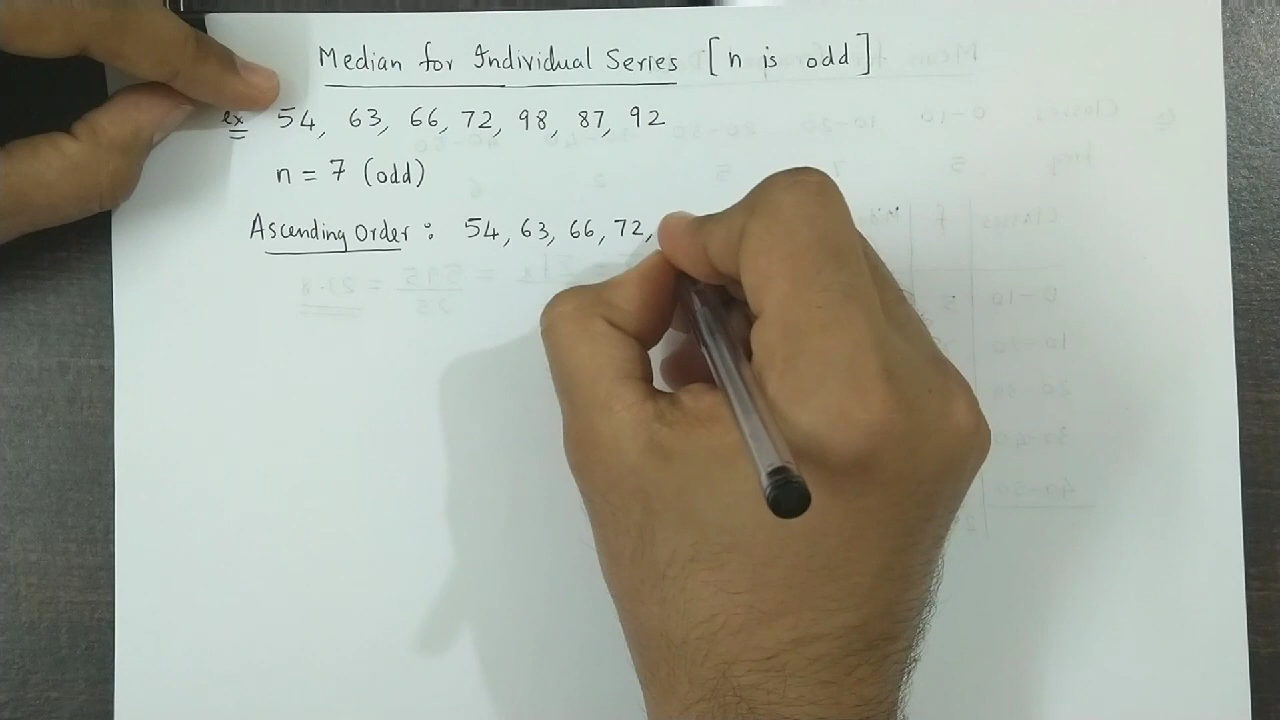 Median for Individual Series [n is odd]
ex 54, 63, 66, 72, 98, 87, 92
n = 7 (odd)
Ascending Order : 54, 63, 66, 72,